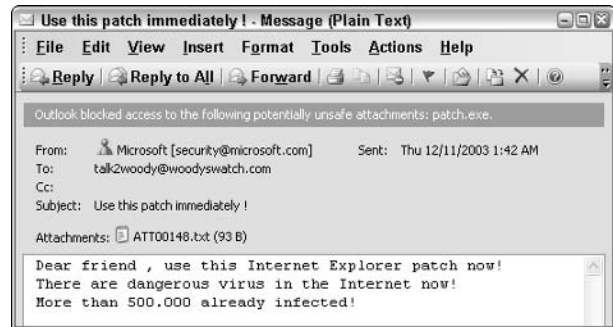 Use this patch immediately ! - Message (Plain Text)
File Edit View Insert Format Tools Actions Help
Reply Reply to All Forward
Outlook blocked access to the following potentially unsafe attachments: patch.exe.
From: Microsoft [security@microsoft.com] Sent: Thu 12/11/2003 1:42 AM
To: talk2woody@woodyswatch.com
Cc:
Subject: Use this patch immediately !
Attachments: ATT00148.txt (93 B)
Dear friend , use this Internet Explorer patch now!
There are dangerous virus in the Internet now!
More than 500.000 already infected!